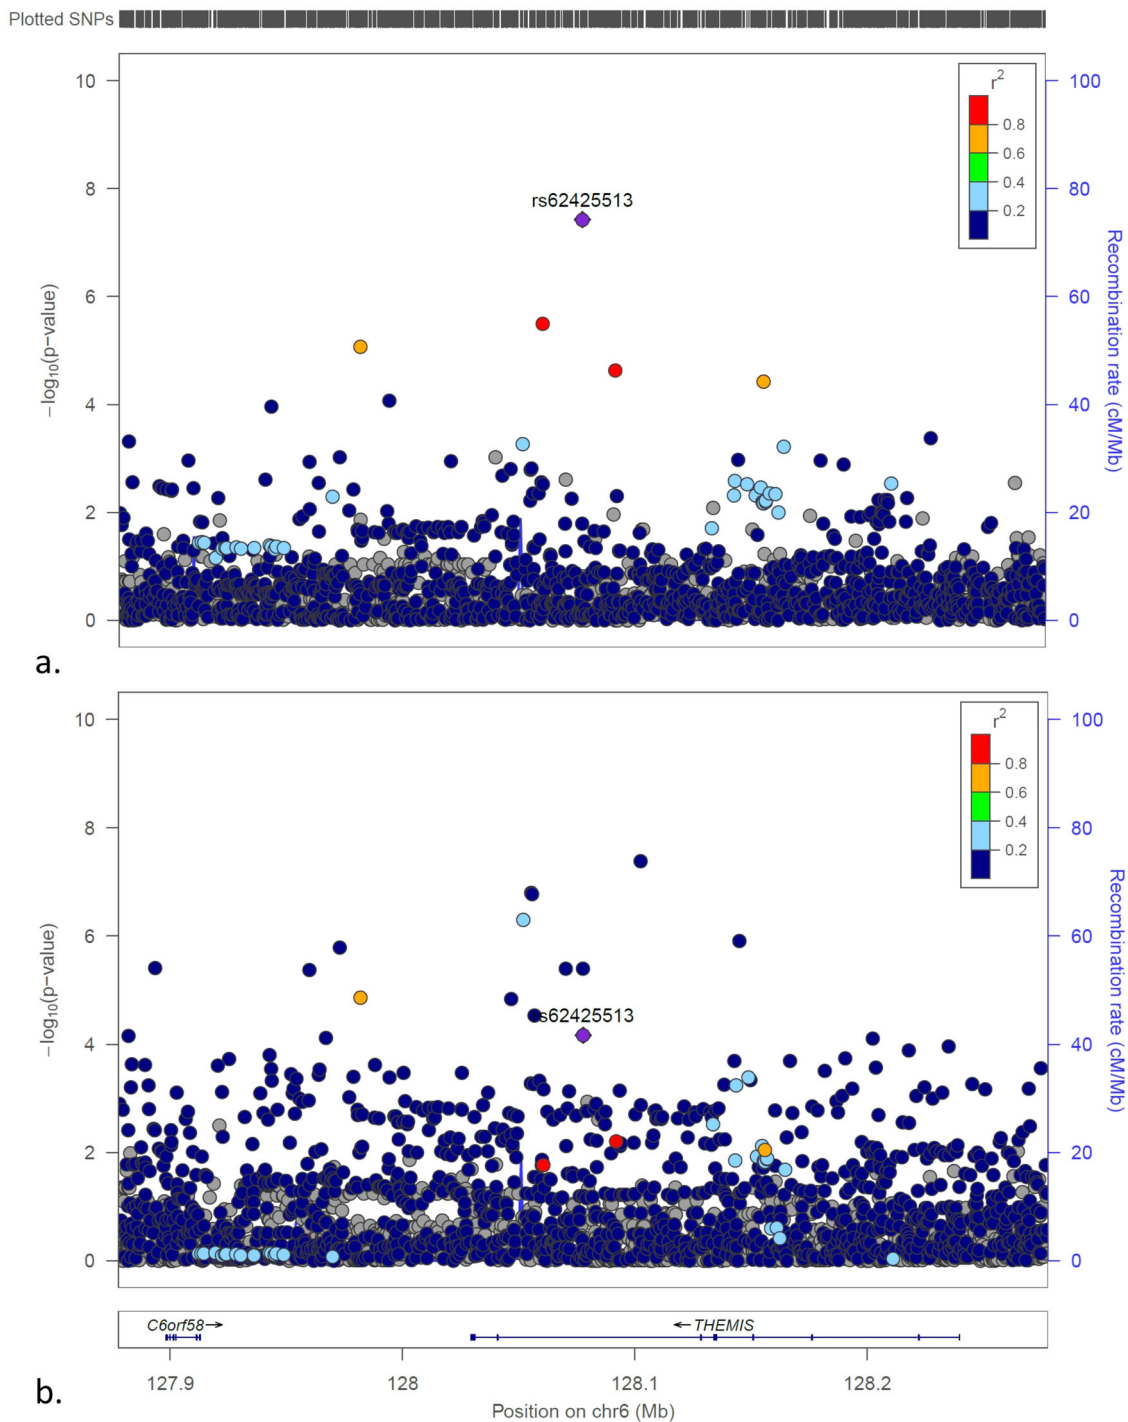 Plotted SNPs
10
8
6
4
2
0
−log10(p−value)
100
80
60
40
20
0
Recombination rate (cM/Mb)
r2
0.8
0.6
0.4
0.2
rs62425513
a.
10
8
6
4
2
0
−log10(p−value)
100
80
60
40
20
0
Recombination rate (cM/Mb)
r2
0.8
0.6
0.4
0.2
rs62425513
C6orf58→
←THEMIS
127.9 128 128.1 128.2
b.
Position on chr6 (Mb)